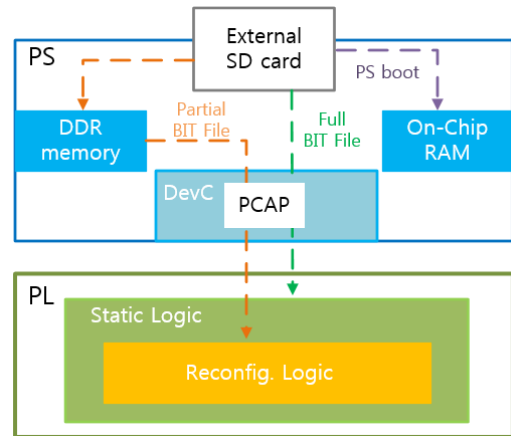 External
SD card
PS
PS boot
DDR
memory
Partial
BIT File
Full
BIT File
On-Chip
RAM
DevC
PCAP
PL
Static Logic
Reconfig. Logic